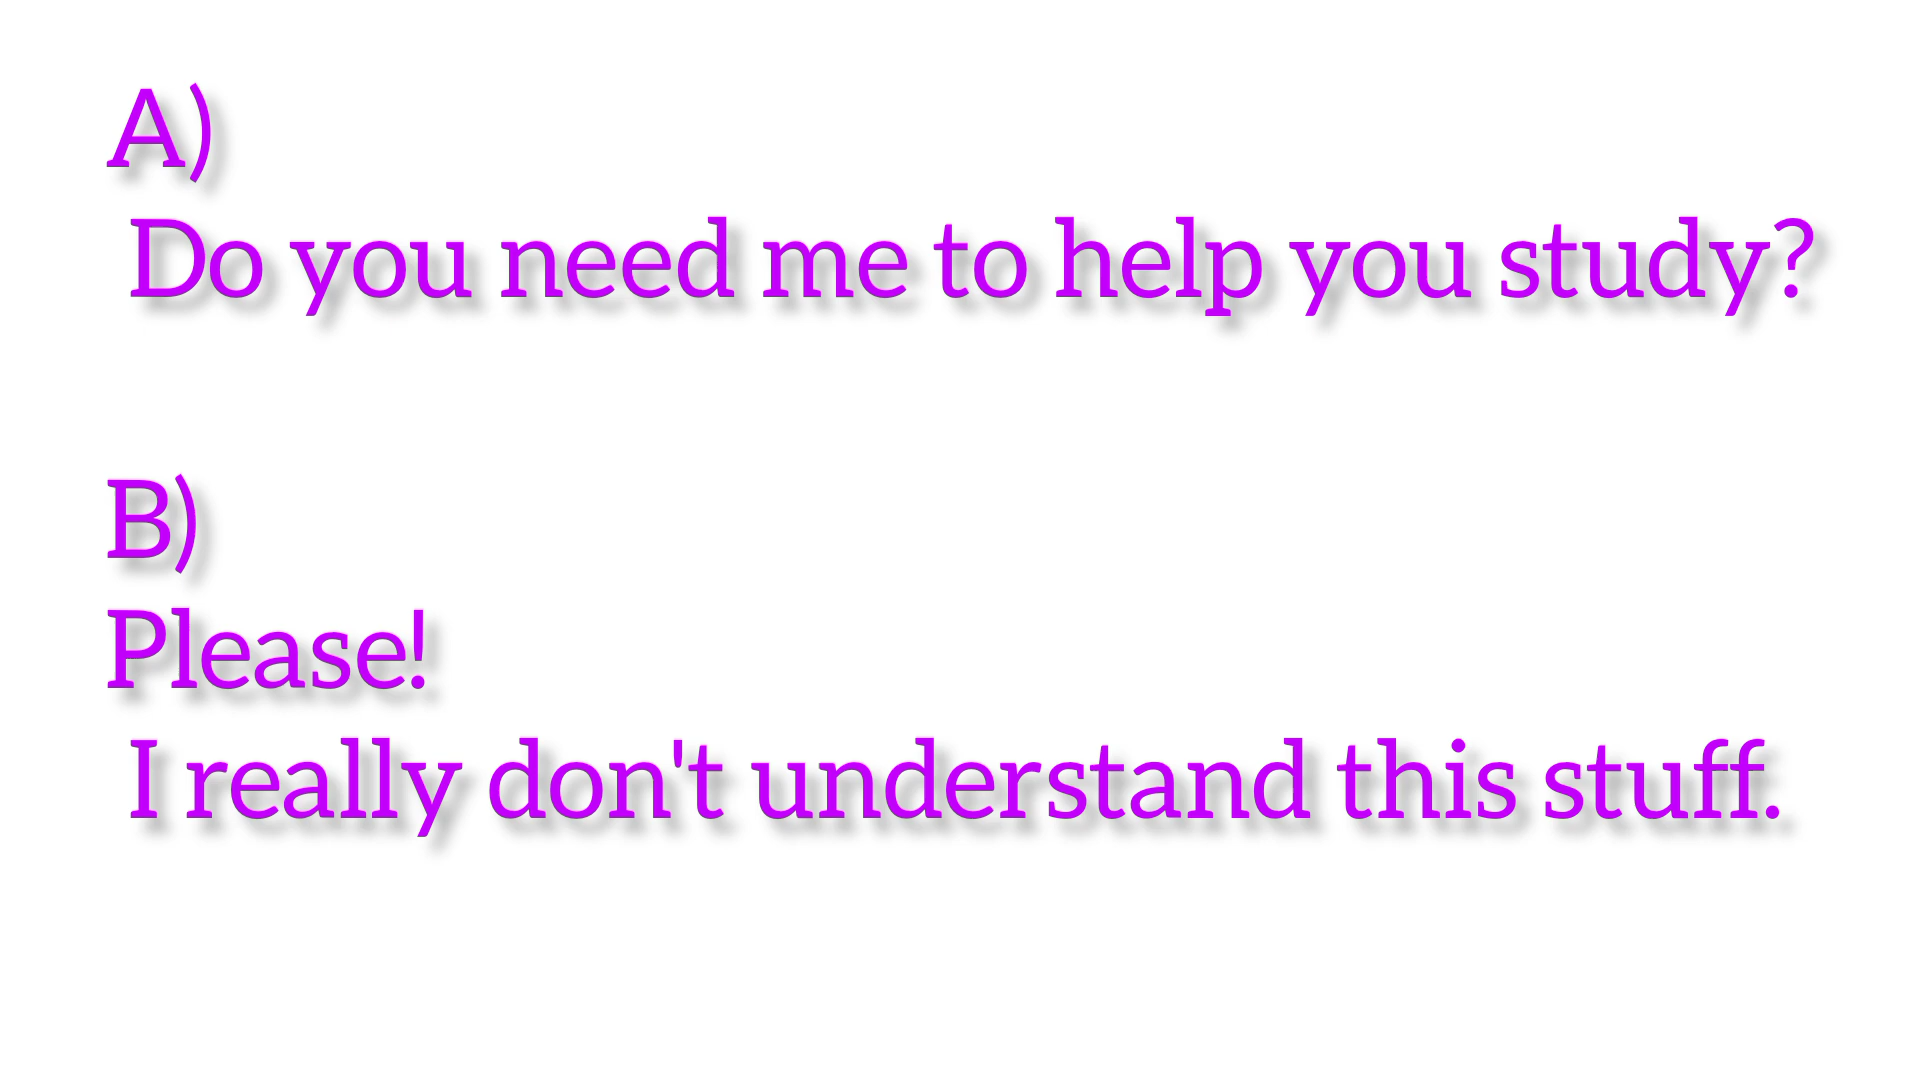 A)
Do you need me to help you study?
B)
Please!
I really don't understand this stuff.